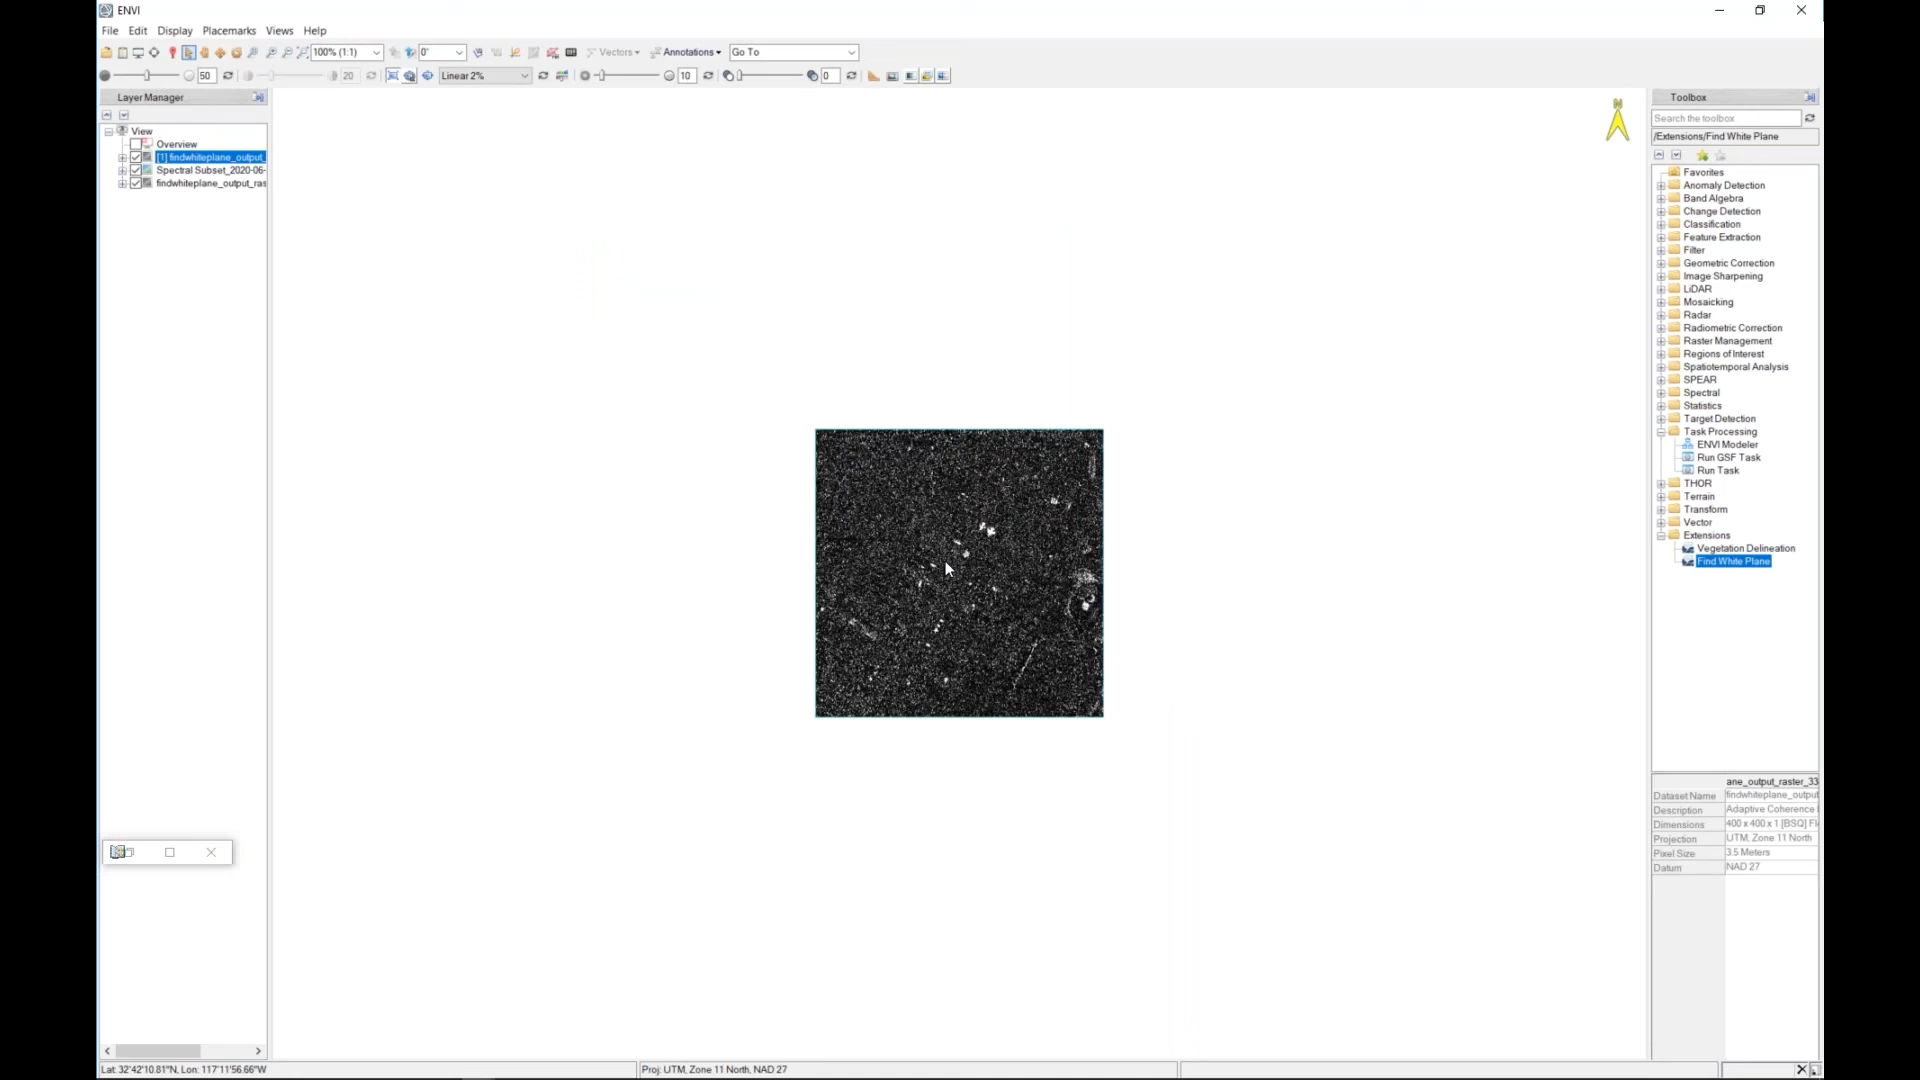 ENVI
File Edit Display Placemarks Views Help
100% (1:1) 0° Vectors Annotations Go To
50 20 Linear 2% 10 0
Layer Manager
View
Overview
[1] findwhiteplane_output_
Spectral Subset_2020-06-
findwhiteplane_output_ras
N
Toolbox
Search the toolbox
/Extensions/Find White Plane
Favorites
Anomaly Detection
Band Algebra
Change Detection
Classification
Feature Extraction
Filter
Geometric Correction
Image Sharpening
LiDAR
Mosaicking
Radar
Radiometric Correction
Raster Management
Regions of Interest
Spatiotemporal Analysis
SPEAR
Spectral
Statistics
Target Detection
Task Processing
ENVI Modeler
Run GSF Task
Run Task
THOR
Terrain
Transform
Vector
Extensions
Vegetation Delineation
Find White Plane
ane_output_raster_33
Dataset Name findwhiteplane_output
Description Adaptive Coherence
Dimensions 400 x 400 x 1 [BSQ] Fl
Projection UTM, Zone 11 North
Pixel Size 3.5 Meters
Datum NAD 27
Lat: 32°42'10.81"N, Lon: 117°11'56.66"W Proj: UTM, Zone 11 North, NAD 27